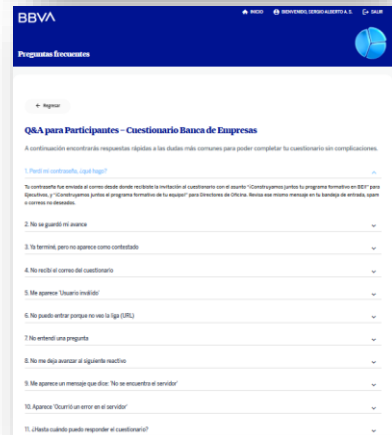 BBVA
INICIO BIENVENIDO, SERGIO ALBERTO A. S. SALIR
Preguntas frecuentes
← Regresar
Q&A para Participantes – Cuestionario Banca de Empresas
A continuación encontrarás respuestas rápidas a las dudas más comunes para poder completar tu cuestionario sin complicaciones.
1. Perdí mi contraseña, ¿qué hago?
Tu contraseña fue enviada al correo desde donde recibiste la invitación al cuestionario con el asunto "¡Construyamos juntos tu programa formativo en BEI!" para
Ejecutivos, y "¡Construyamos juntos el programa formativo de tu equipo!" para Directores de Oficina. Revisa ese mismo mensaje en tu bandeja de entrada, spam
o correos no deseados.
2. No se guardó mi avance
3. Ya terminé, pero no aparece como contestado
4. No recibí el correo del cuestionario
5. Me aparece 'Usuario inválido'
6. No puedo entrar porque no veo la liga (URL)
7. No entendí una pregunta
8. No me deja avanzar al siguiente reactivo
9. Me aparece un mensaje que dice: 'No se encuentra el servidor'
10. Aparece 'Ocurrió un error en el servidor'
11. ¿Hasta cuándo puedo responder el cuestionario?